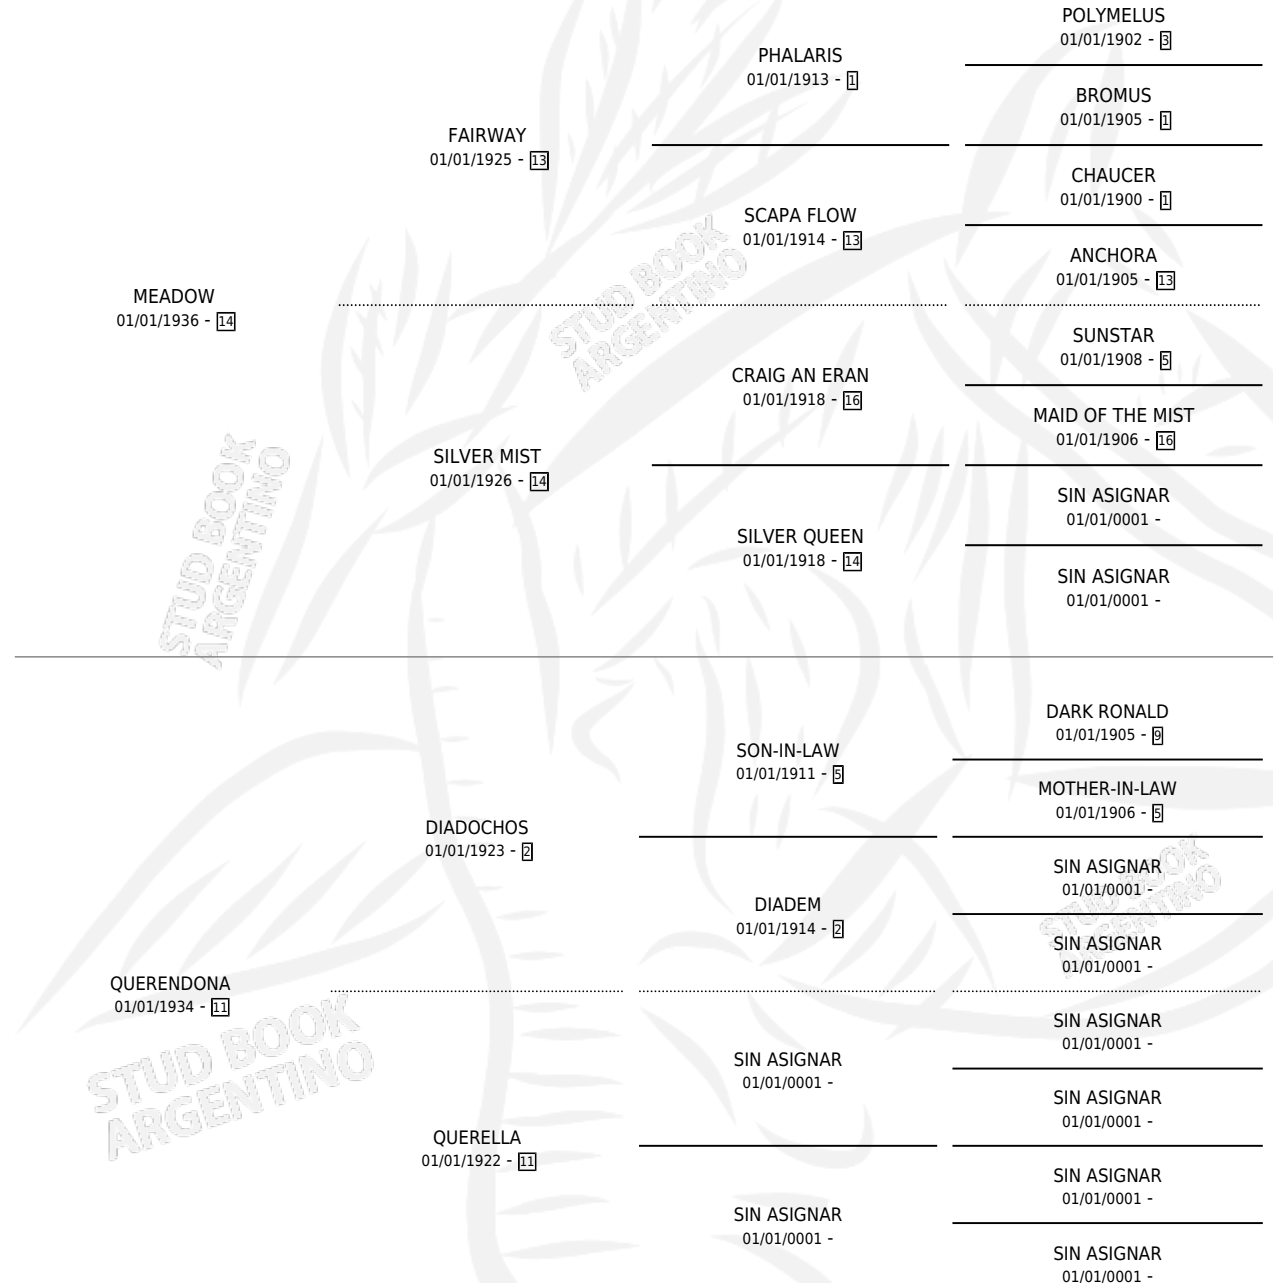 POLYMELUS
01/01/1902 - 3
PHALARIS
01/01/1913 - 1
BROMUS
01/01/1905 - 1
FAIRWAY
01/01/1925 - 13
CHAUCER
01/01/1900 - 1
SCAPA FLOW
01/01/1914 - 13
ANCHORA
01/01/1905 - 13
MEADOW
01/01/1936 - 14
SUNSTAR
01/01/1908 - 5
CRAIG AN ERAN
01/01/1918 - 16
MAID OF THE MIST
01/01/1906 - 16
SILVER MIST
01/01/1926 - 14
SIN ASIGNAR
01/01/0001 -
SILVER QUEEN
01/01/1918 - 14
SIN ASIGNAR
01/01/0001 -
DARK RONALD
01/01/1905 - 9
SON-IN-LAW
01/01/1911 - 5
MOTHER-IN-LAW
01/01/1906 - 5
DIADOCHOS
01/01/1923 - 2
SIN ASIGNAR
01/01/0001 -
DIADEM
01/01/1914 - 2
SIN ASIGNAR
01/01/0001 -
QUERENDONA
01/01/1934 - 11
SIN ASIGNAR
01/01/0001 -
SIN ASIGNAR
01/01/0001 -
SIN ASIGNAR
01/01/0001 -
QUERELLA
01/01/1922 - 11
SIN ASIGNAR
01/01/0001 -
SIN ASIGNAR
01/01/0001 -
SIN ASIGNAR
01/01/0001 -
STUD BOOK
ARGENTINO
STUD BOOK
ARGENTINO
STUD BOOK
ARGENTINO
STUD BOOK
ARGENTINO